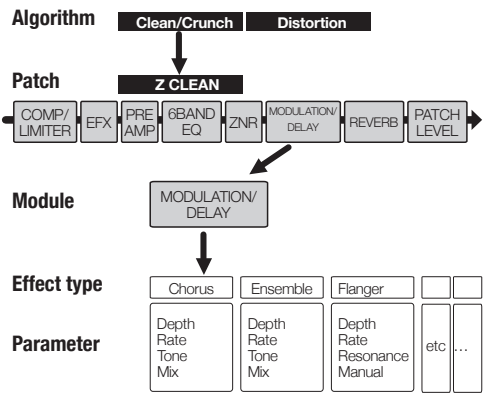 Algorithm Clean/Crunch Distortion
Patch Z CLEAN
COMP/ LIMITER EFX PRE AMP 6BAND EQ ZNR MODULATION/ DELAY REVERB PATCH LEVEL
Module MODULATION/ DELAY
Effect type Chorus Ensemble Flanger
Parameter
Depth Depth Depth
Rate Rate Rate
Tone Tone Resonance etc ...
Mix Mix Manual